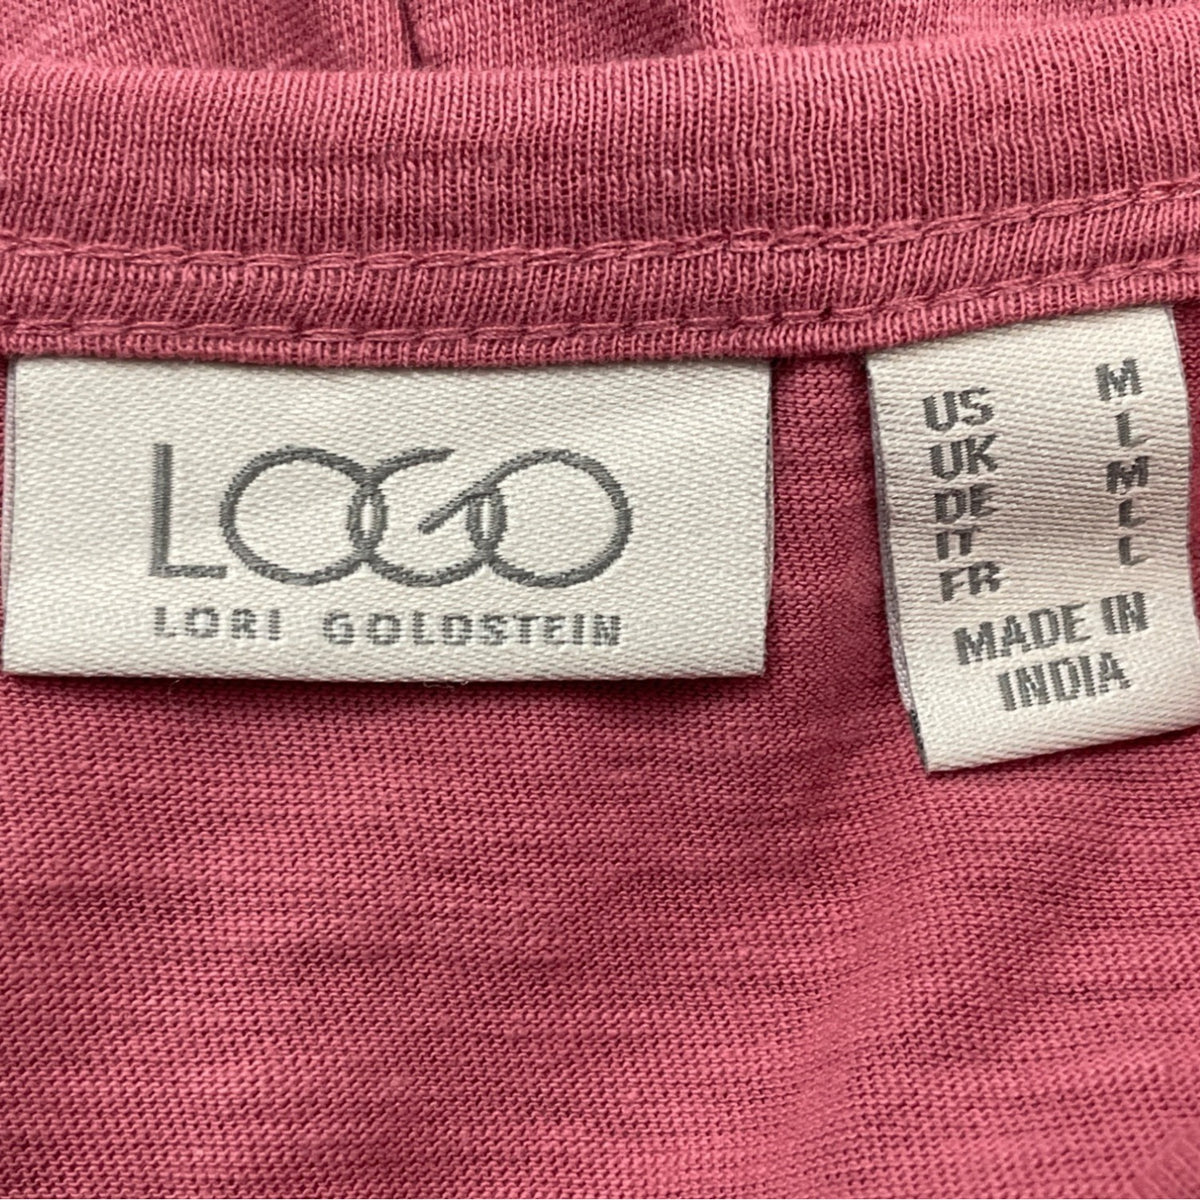 LOGO
LORI GOLDSTEIN
US M
UK L
DE M
IT L
FR L
MADE IN
INDIA